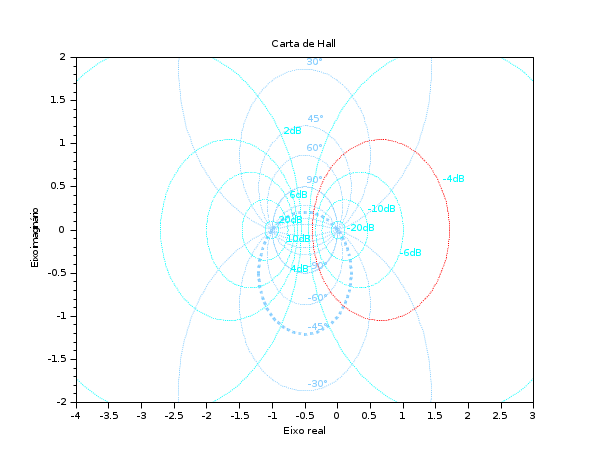 Carta de Hall
2
1.5
1
0.5
0
-0.5
-1
-1.5
-2
Eixo imaginário
30°
45°
2dB
60°
-4dB
90°
6dB
-10dB
20dB
-20dB
10dB
-6dB
4dB
-90°
-60°
-45°
-30°
-4
-3.5
-3
-2.5
-2
-1.5
-1
-0.5
0
0.5
1
1.5
2
2.5
3
Eixo real